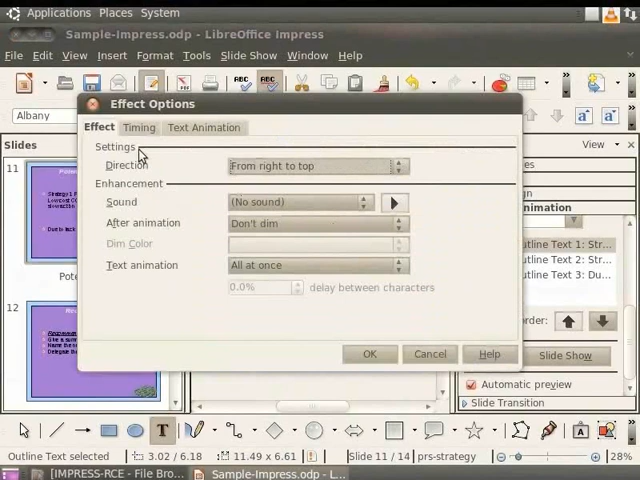 Applications Places System
Sample-Impress.odp - LibreOffice Impress
File Edit View Insert Format Tools Slide Show Window Help
ABC ABC
Albany
Effect Options
Slides
View
Effect Timing Text Animation
Settings
Direction From right to top
Enhancement
Sound (No sound)
After animation Don't dim
Dim Color
Text animation All at once
0.0% delay between characters
OK Cancel Help
11
12
utline Text 1: Str...
utline Text 2: Str...
utline Text 3: Du...
order:
Slide Show
Automatic preview
Slide Transition
Outline Text selected 3.02 / 6.18 11.49 x 6.61 Slide 11 / 14 prs-strategy 28%
[IMPRESS-RCE - File Bro... Sample-Impress.odp - L...